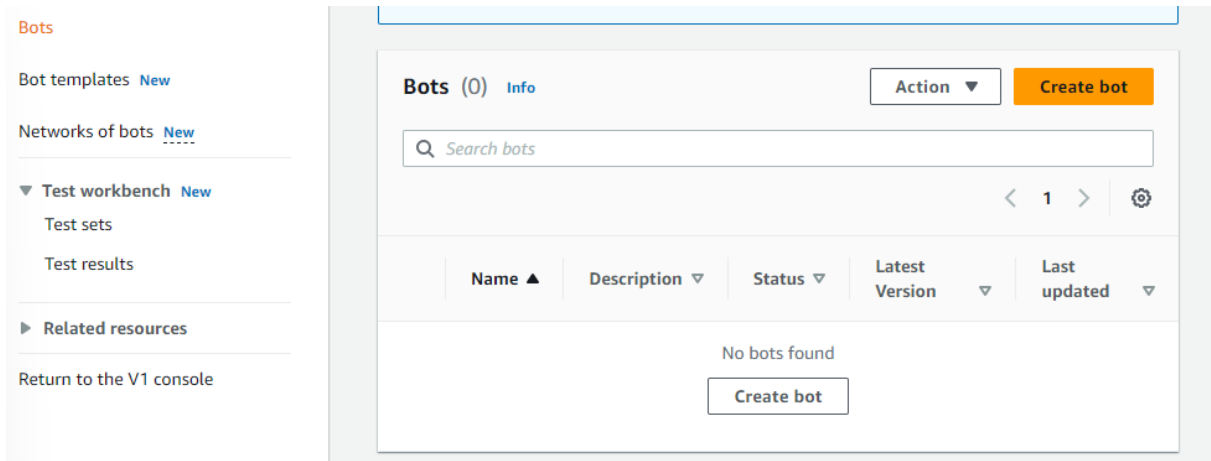 Bots
Bot templates New
Networks of bots New
Test workbench New
Test sets
Test results
Related resources
Return to the V1 console
Bots (0) Info
Action
Create bot
Search bots
1
Name
Description
Status
Latest
Version
Last
updated
No bots found
Create bot